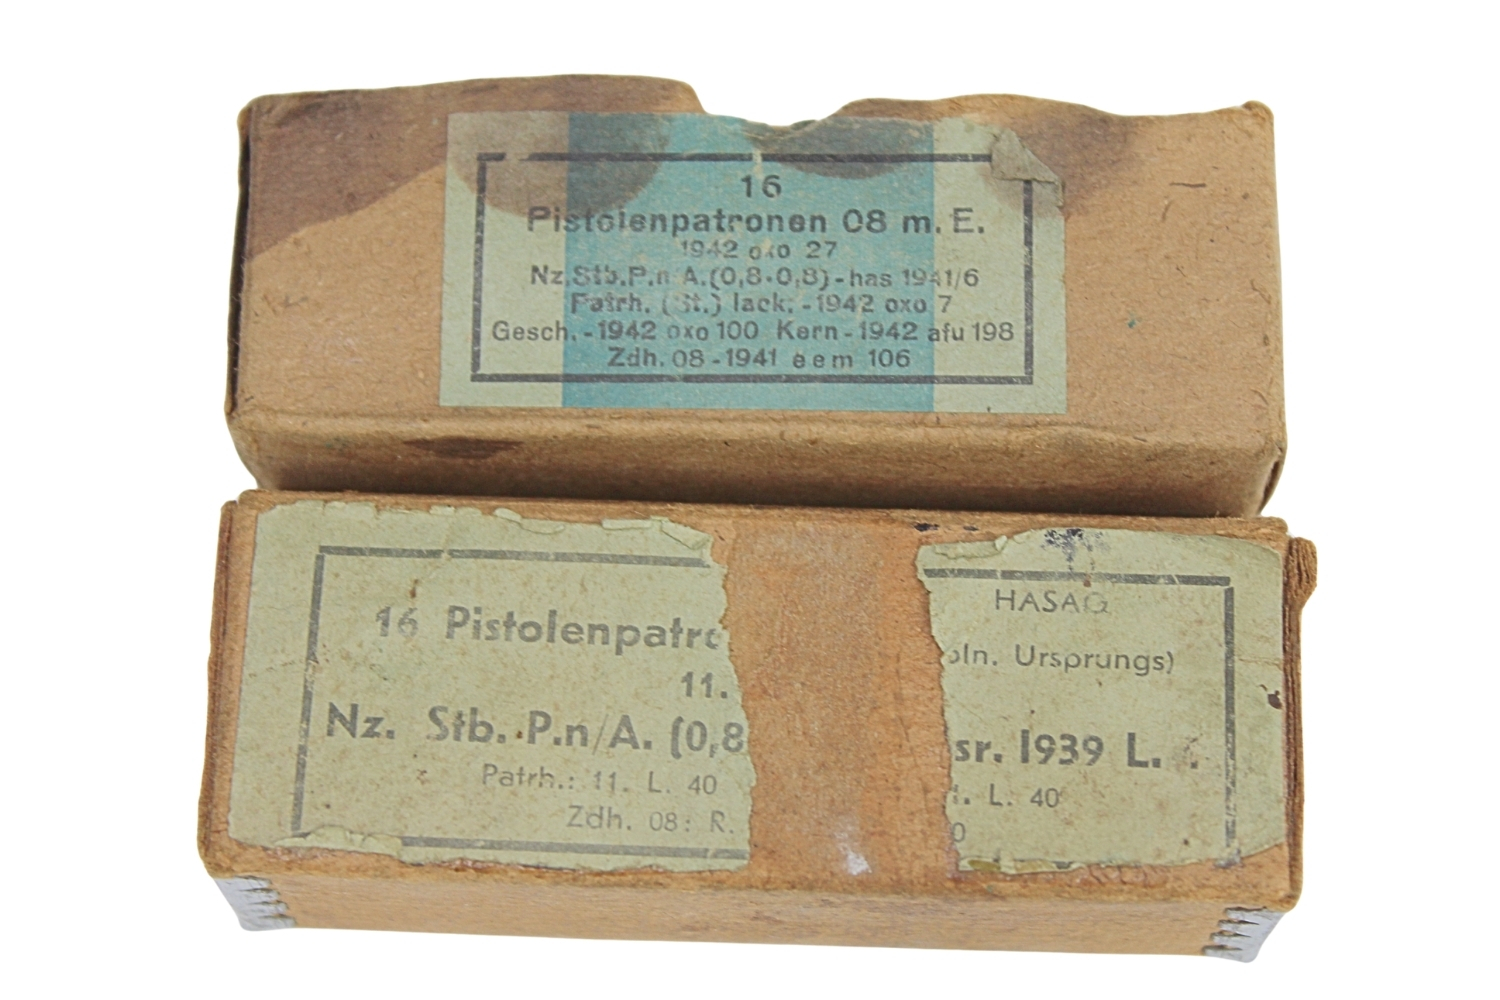 16
Pistolenpatronen 08 m. E.
1942 oxo 27
Nz.Stb.P.n/A.(0,8·0,8)-has 1941/6
Patrh. (St.) lack. -1942 oxo 7
Gesch. -1942 oxo 100 Kern-1942 afu 198
Zdh. 08 -1941 eem 106
16 Pistolenpatro HASAG
11. oln. Ursprungs)
Nz. Stb. P.n/A. (0,8 sr. 1939 L.
Patrh.: 11. L. 40 L. 40
Zdh. 08: R. 0